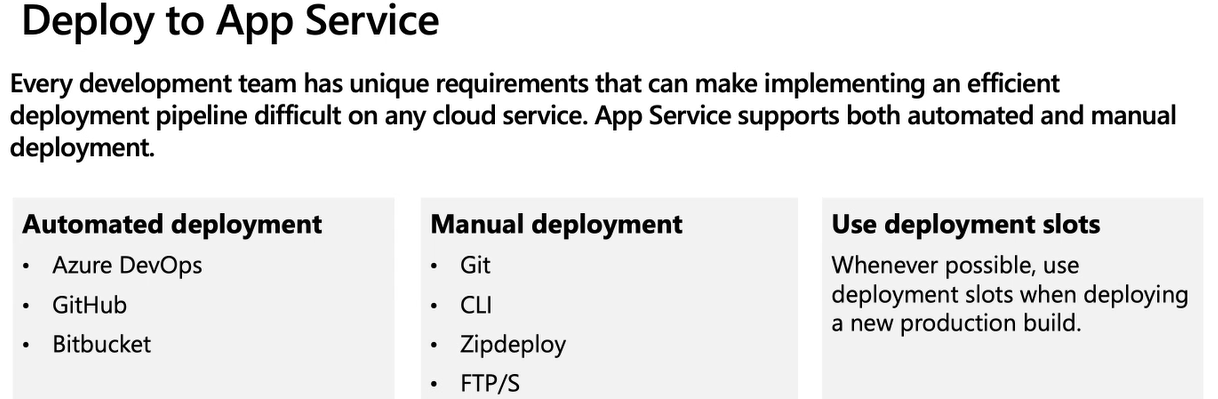 Deploy to App Service
Every development team has unique requirements that can make implementing an efficient
deployment pipeline difficult on any cloud service. App Service supports both automated and manual
deployment.
Automated deployment
• Azure DevOps
• GitHub
• Bitbucket
Manual deployment
• Git
• CLI
• Zipdeploy
• FTP/S
Use deployment slots
Whenever possible, use
deployment slots when deploying
a new production build.